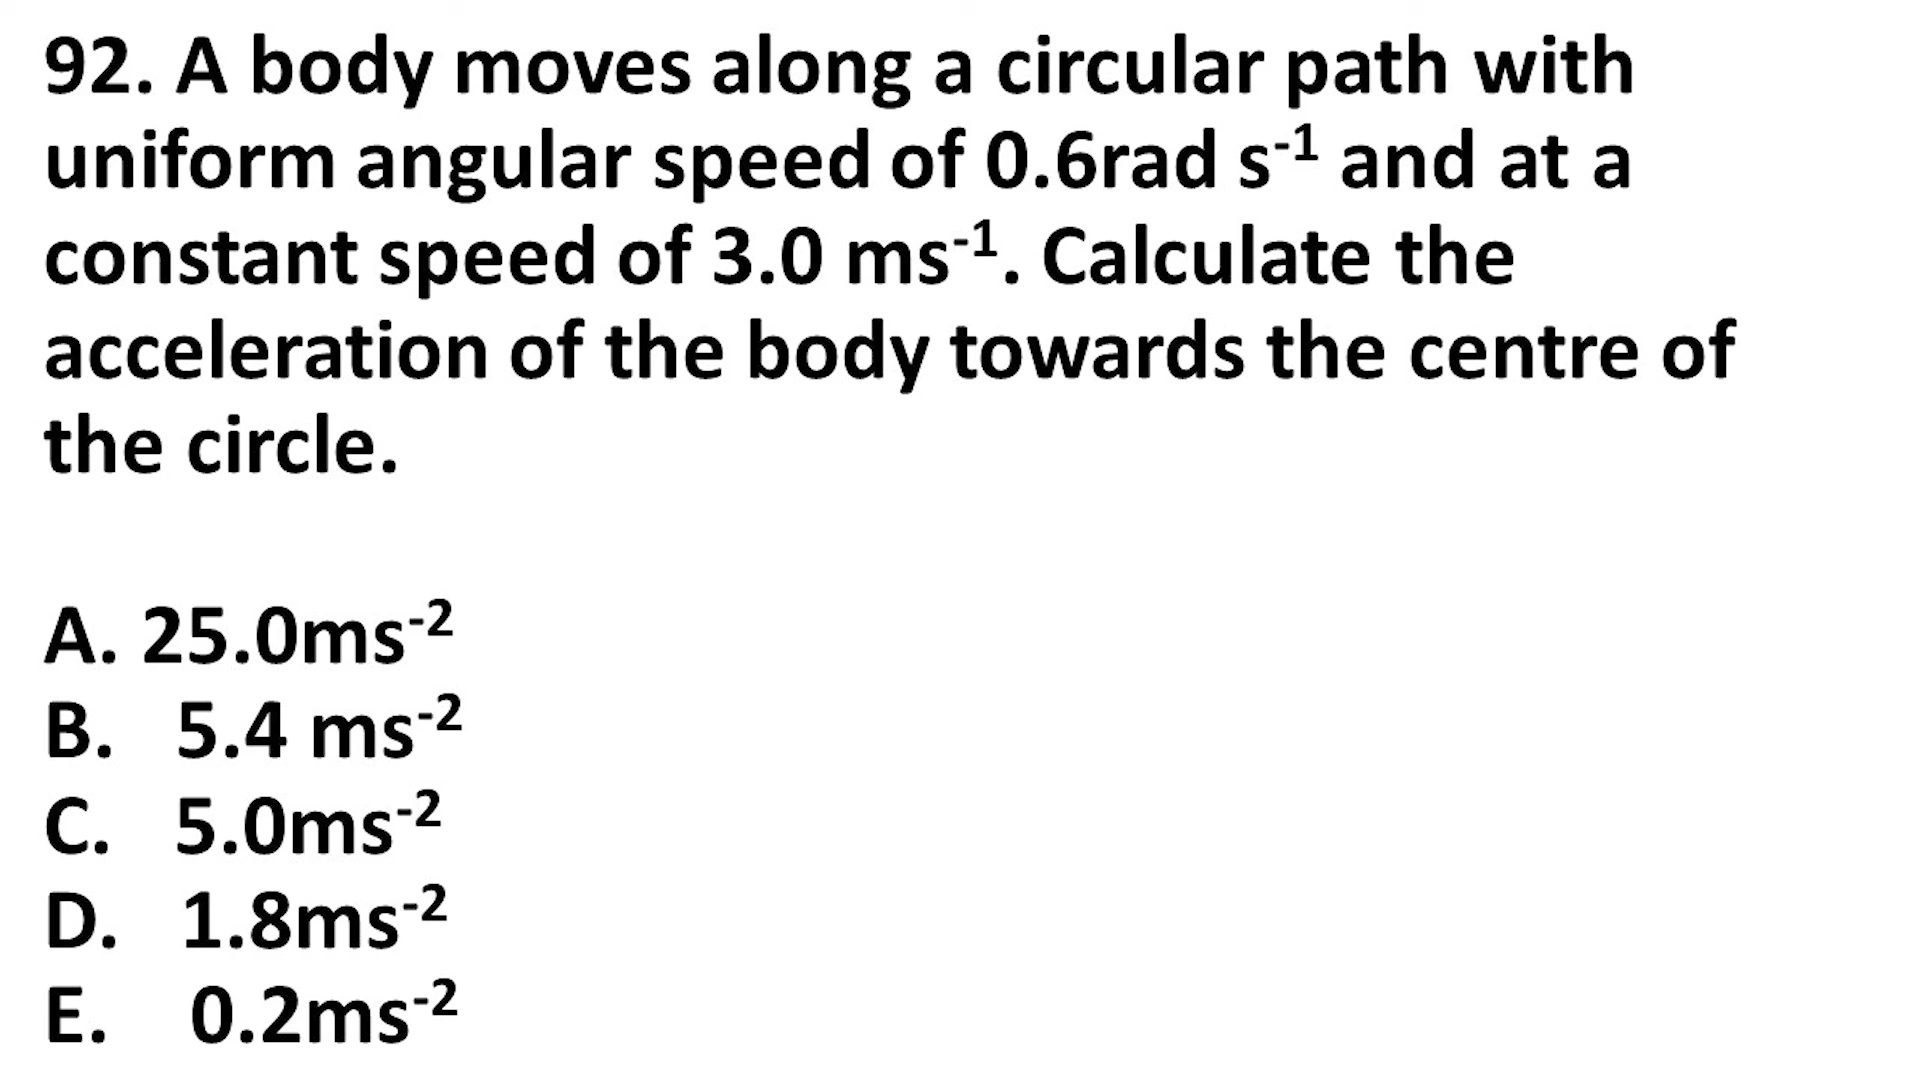 92. A body moves along a circular path with
uniform angular speed of 0.6rad s⁻¹ and at a
constant speed of 3.0 ms⁻¹. Calculate the
acceleration of the body towards the centre of
the circle.
A. 25.0ms⁻²
B. 5.4 ms⁻²
C. 5.0ms⁻²
D. 1.8ms⁻²
E. 0.2ms⁻²